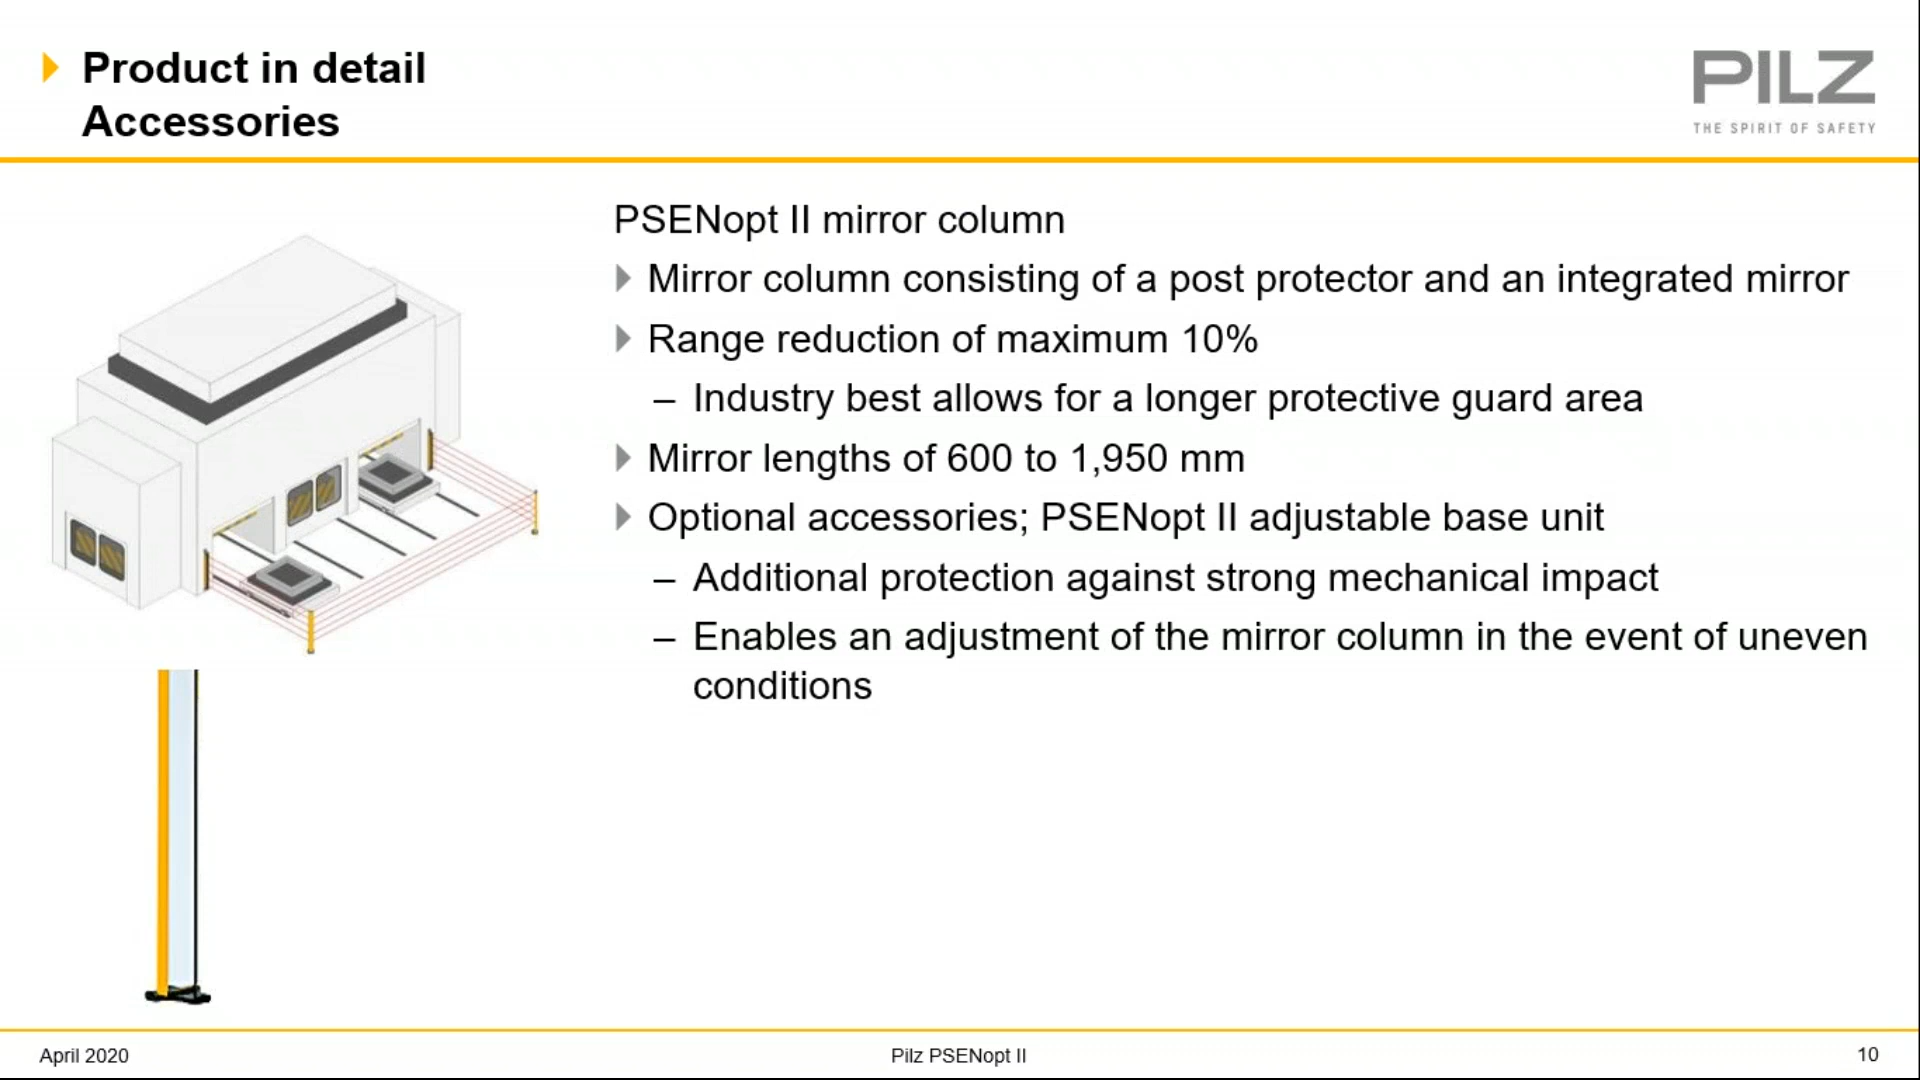 Product in detail
Accessories
PILZ
THE SPIRIT OF SAFETY
PSENopt II mirror column
Mirror column consisting of a post protector and an integrated mirror
Range reduction of maximum 10%
– Industry best allows for a longer protective guard area
Mirror lengths of 600 to 1,950 mm
Optional accessories; PSENopt II adjustable base unit
– Additional protection against strong mechanical impact
– Enables an adjustment of the mirror column in the event of uneven
conditions
April 2020
Pilz PSENopt II
10